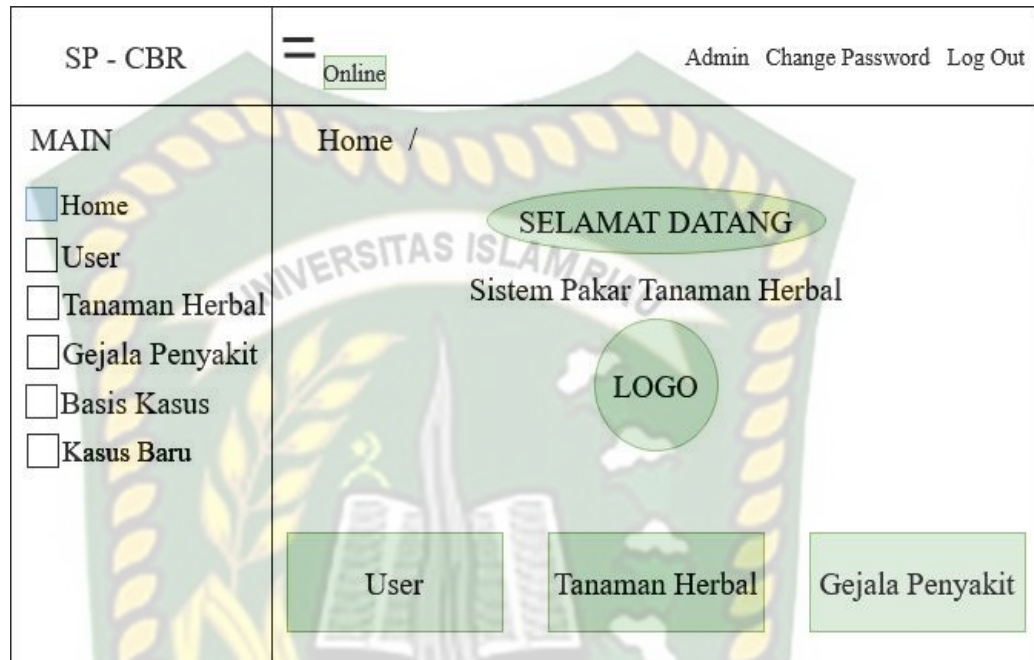 SP - CBR
Online
Admin Change Password Log Out
MAIN
Home
User
Tanaman Herbal
Gejala Penyakit
Basis Kasus
Kasus Baru
Home /
SELAMAT DATANG
Sistem Pakar Tanaman Herbal
LOGO
User
Tanaman Herbal
Gejala Penyakit
UNIVERSITAS ISLAM RIAU